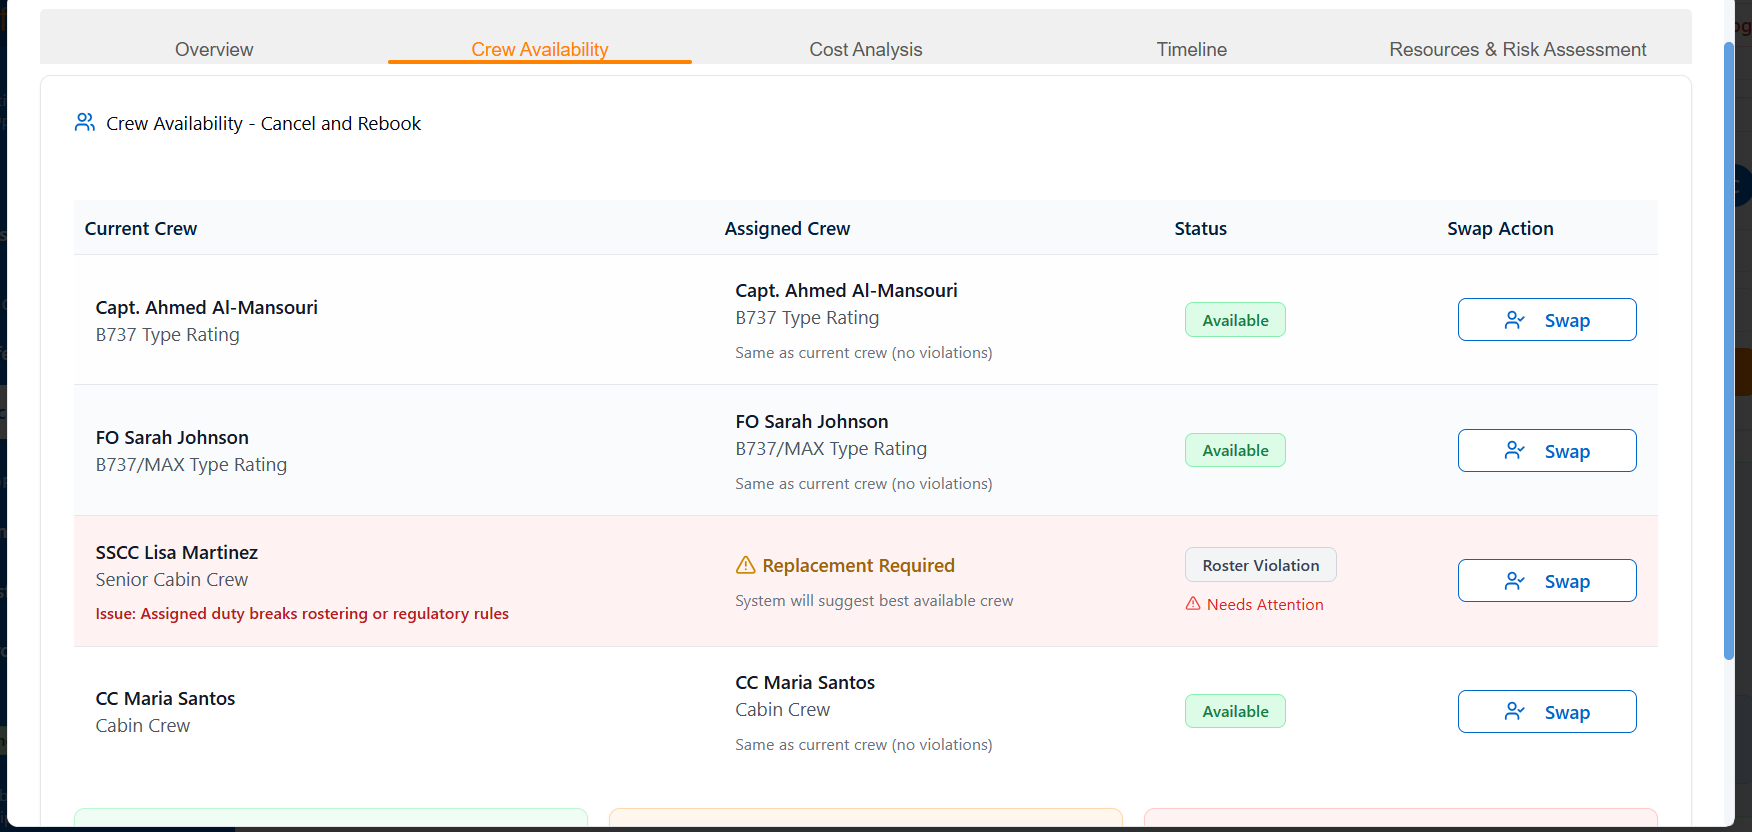 Overview
Crew Availability
Cost Analysis
Timeline
Resources & Risk Assessment
Crew Availability - Cancel and Rebook
Current Crew
Assigned Crew
Status
Swap Action
Capt. Ahmed Al-Mansouri
B737 Type Rating
Capt. Ahmed Al-Mansouri
B737 Type Rating
Same as current crew (no violations)
Available
Swap
FO Sarah Johnson
B737/MAX Type Rating
FO Sarah Johnson
B737/MAX Type Rating
Same as current crew (no violations)
Available
Swap
SSCC Lisa Martinez
Senior Cabin Crew
Issue: Assigned duty breaks rostering or regulatory rules
Replacement Required
System will suggest best available crew
Roster Violation
Needs Attention
Swap
CC Maria Santos
Cabin Crew
CC Maria Santos
Cabin Crew
Same as current crew (no violations)
Available
Swap